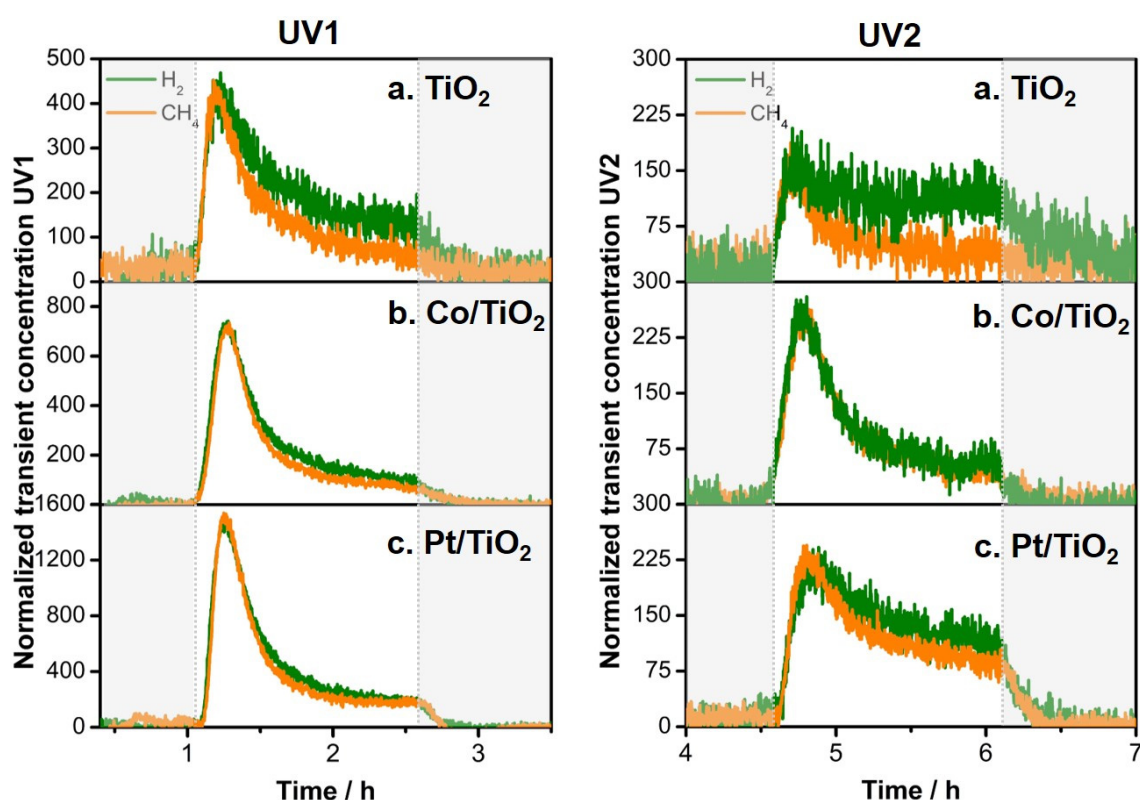 UV1
Normalized transient concentration UV1
500
400
300
200
100
0
H₂
CH₄
a. TiO₂
800
600
400
200
1600
b. Co/TiO₂
1200
800
400
0
c. Pt/TiO₂
1
2
3
Time / h
UV2
Normalized transient concentration UV2
300
225
150
75
300
H₂
CH₄
a. TiO₂
225
150
75
300
b. Co/TiO₂
225
150
75
0
c. Pt/TiO₂
4
5
6
7
Time / h